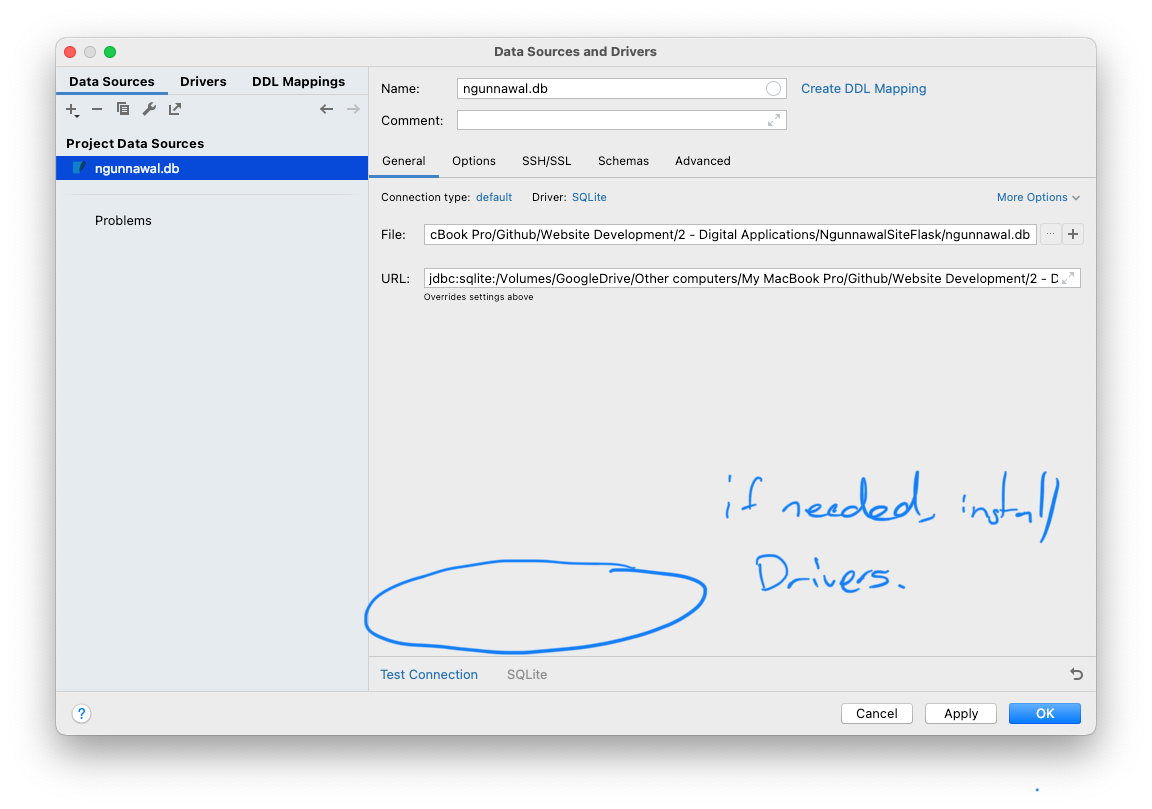 Data Sources and Drivers
Data Sources Drivers DDL Mappings
Project Data Sources
ngunnawal.db
Problems
Name: ngunnawal.db Create DDL Mapping
Comment:
General Options SSH/SSL Schemas Advanced
Connection type: default Driver: SQLite More Options
File: cBook Pro/Github/Website Development/2 - Digital Applications/NgunnawalSiteFlask/ngunnawal.db
URL: jdbc:sqlite:/Volumes/GoogleDrive/Other computers/My MacBook Pro/Github/Website Development/2 - D
Overrides settings above
if needed, install
Drivers.
Test Connection SQLite
? Cancel Apply OK